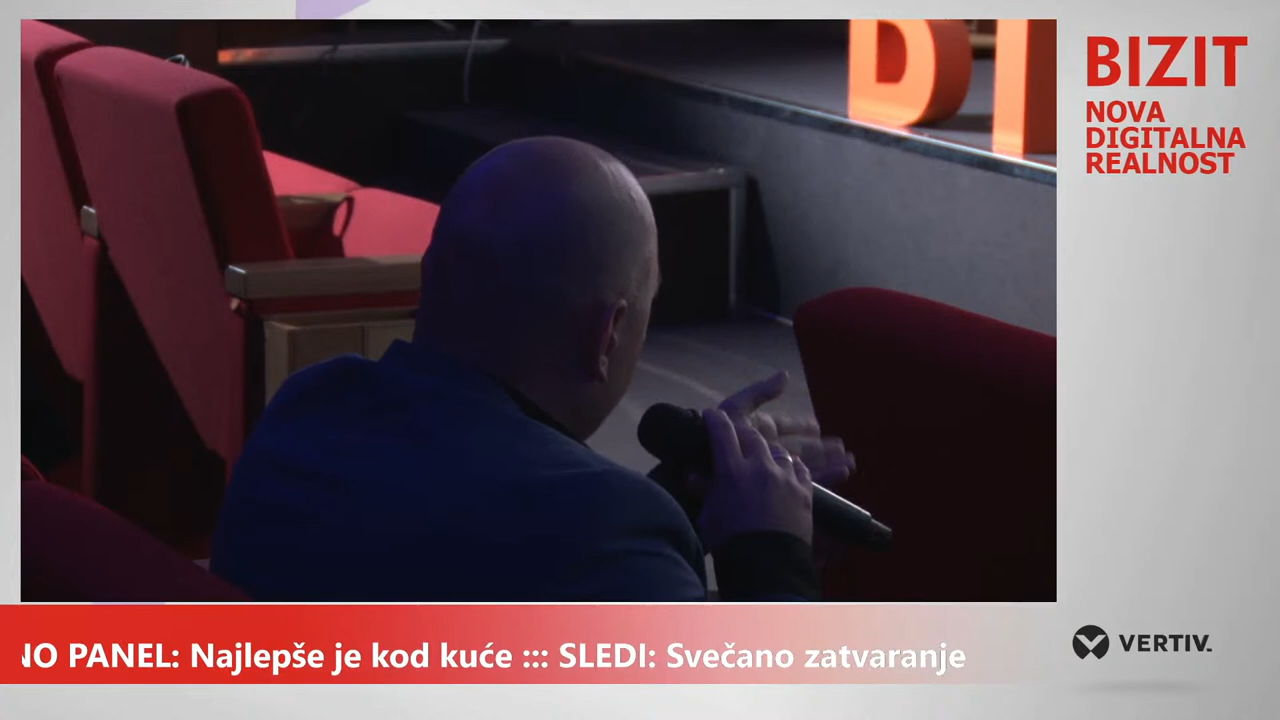 BIZIT
NOVA
DIGITALNA
REALNOST
NO PANEL: Najlepše je kod kuće ::: SLEDI: Svečano zatvaranje
VERTIV.